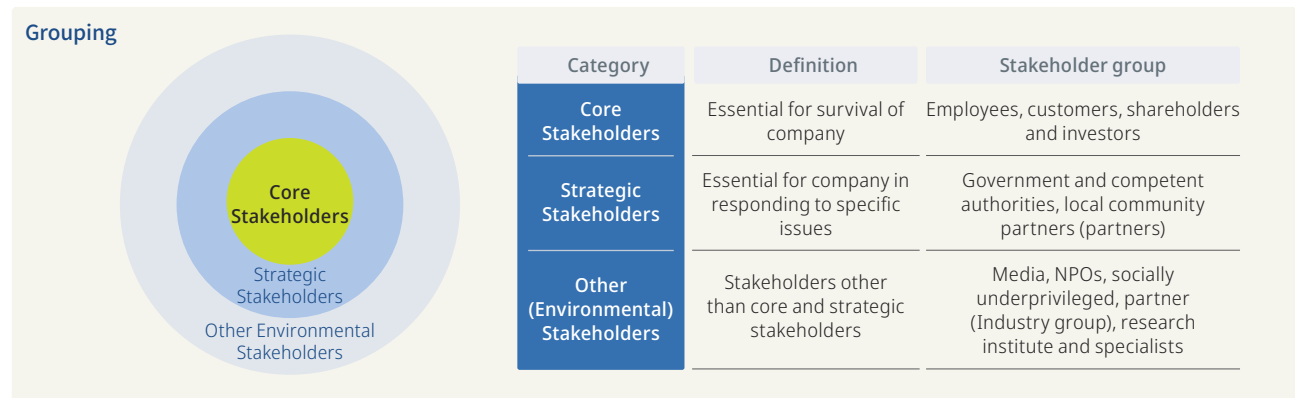 Grouping
Core
Stakeholders
Strategic
Stakeholders
Other Environmental
Stakeholders
Category
Definition
Stakeholder group
Core
Stakeholders
Essential for survival of
company
Employees, customers, shareholders
and investors
Strategic
Stakeholders
Essential for company in
responding to specific
issues
Government and competent
authorities, local community
partners (partners)
Other
(Environmental)
Stakeholders
Stakeholders other
than core and strategic
stakeholders
Media, NPOs, socially
underprivileged, partner
(Industry group), research
institute and specialists